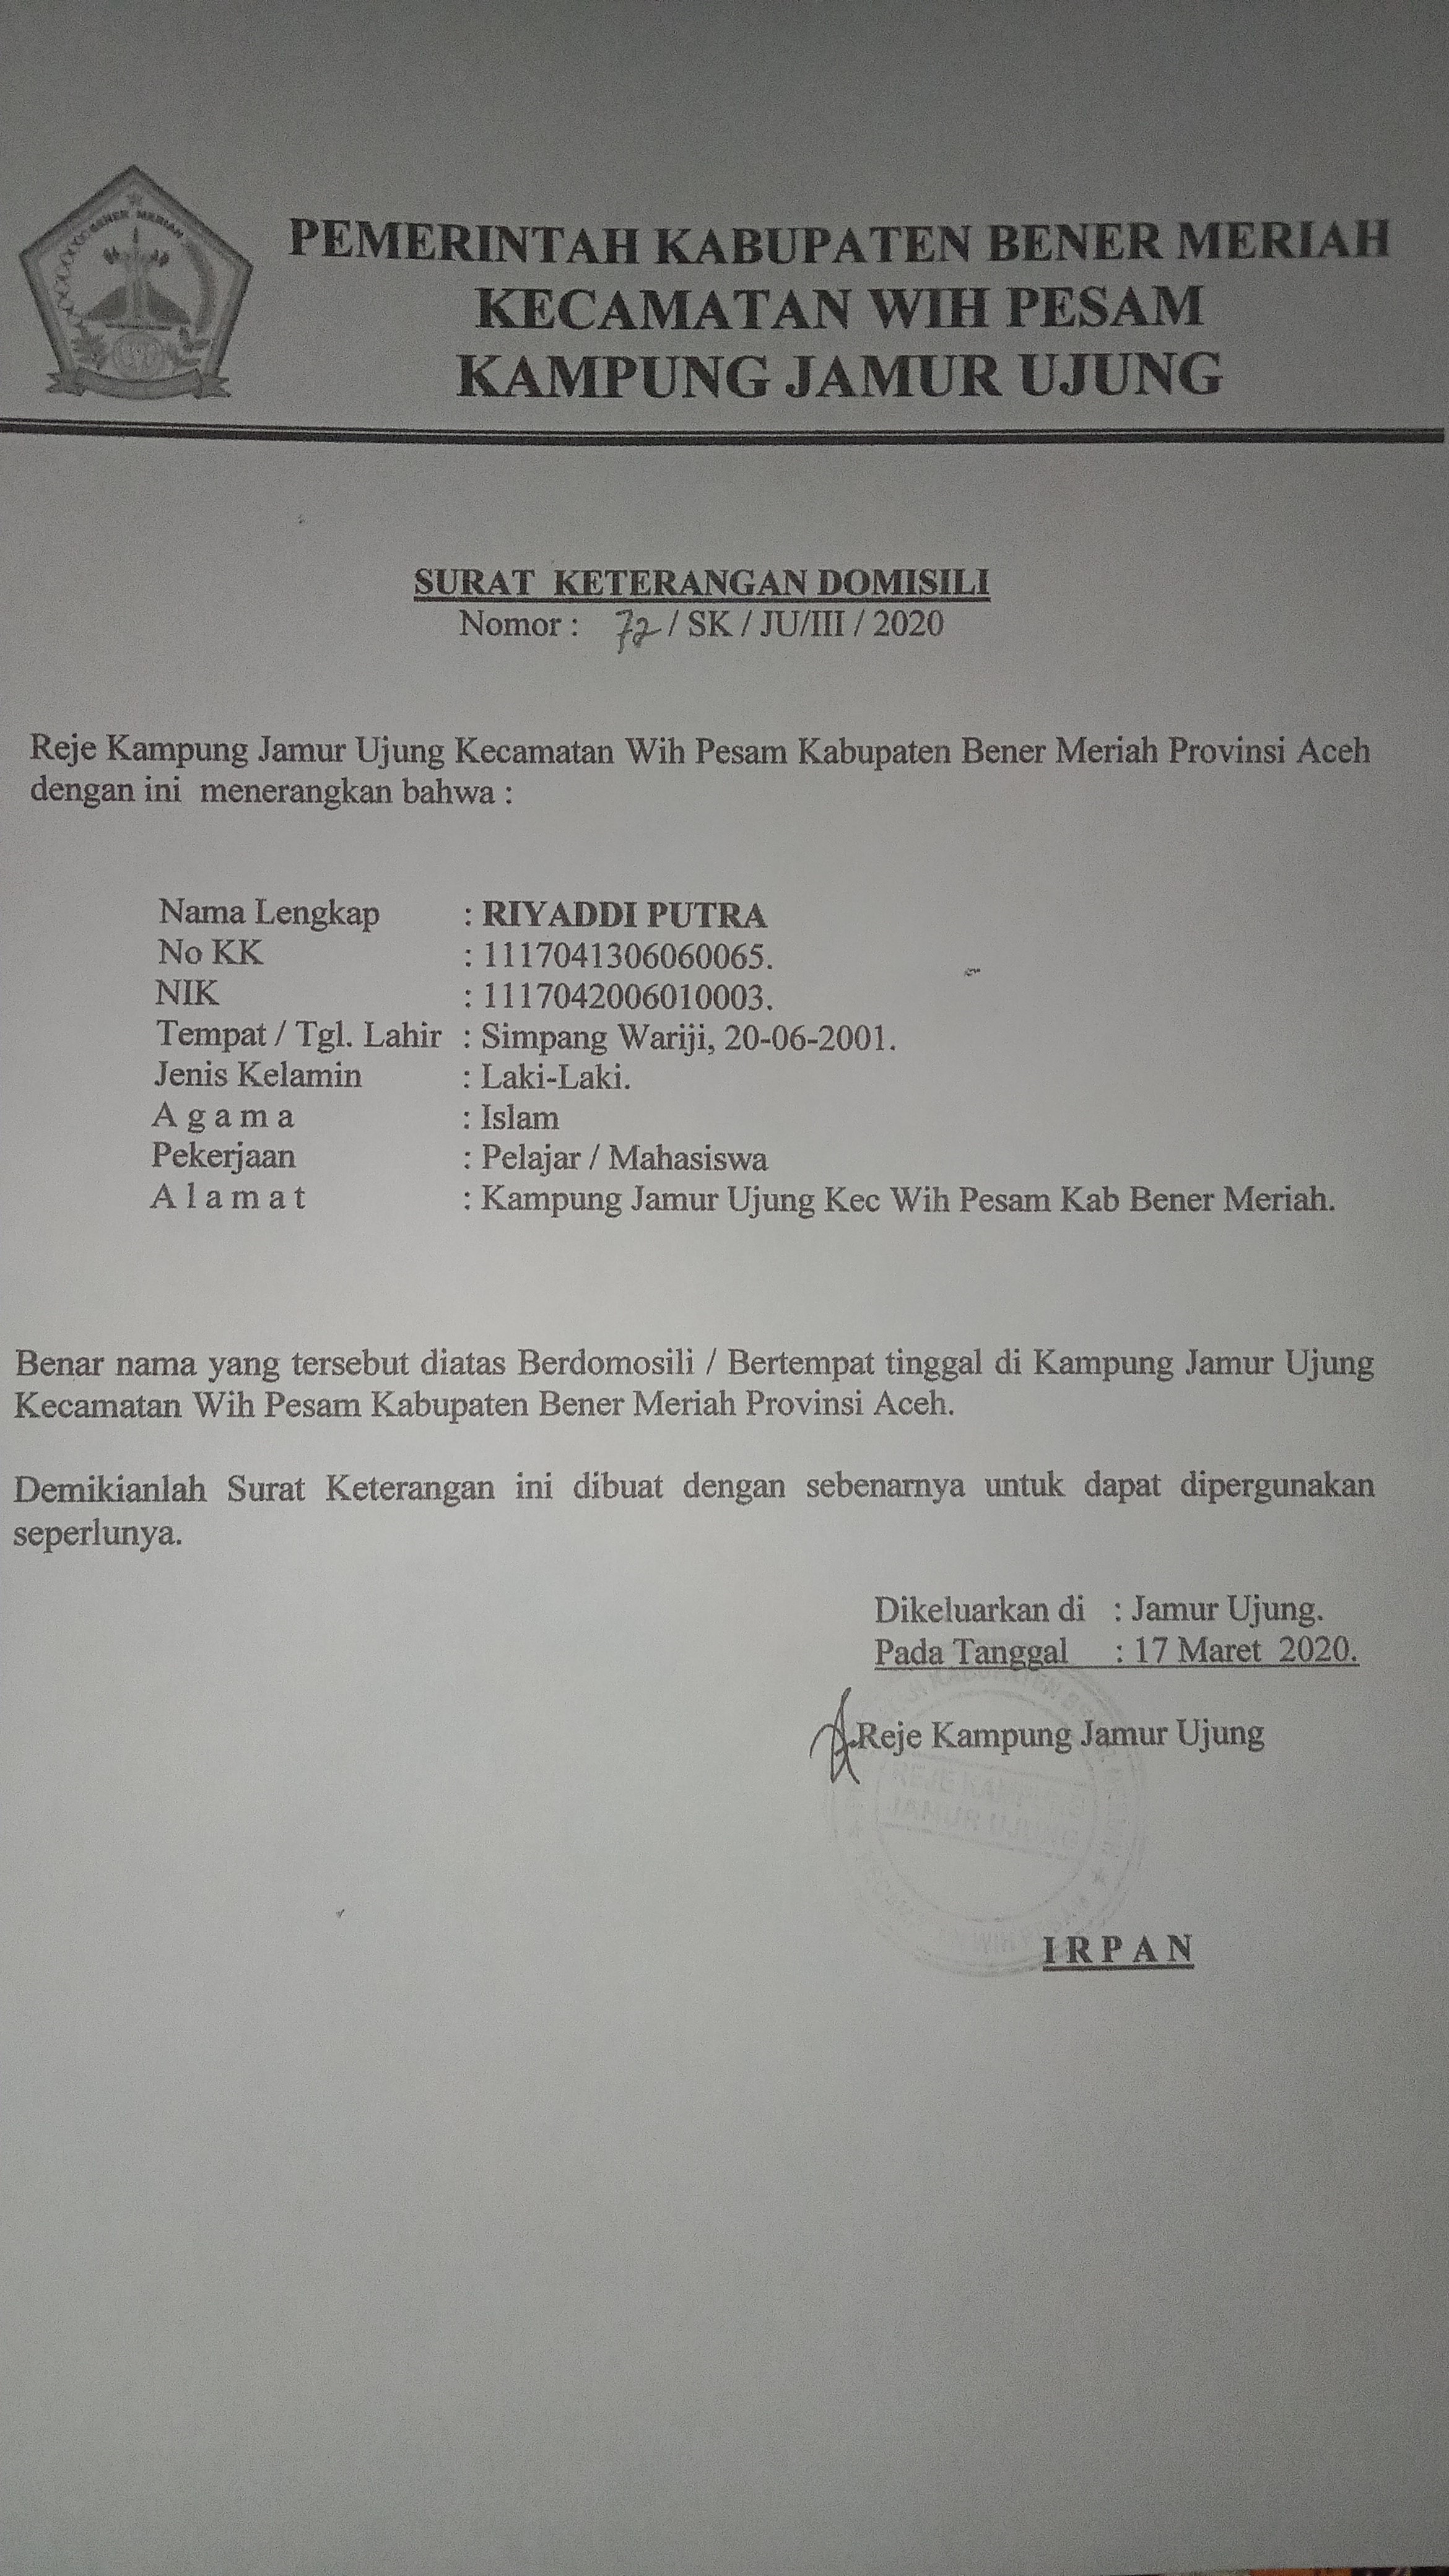 BENER MERIAH
PEMERINTAH KABUPATEN BENER MERIAH
KECAMATAN WIH PESAM
KAMPUNG JAMUR UJUNG
SURAT KETERANGAN DOMISILI
Nomor : 72 / SK / JU/III / 2020
Reje Kampung Jamur Ujung Kecamatan Wih Pesam Kabupaten Bener Meriah Provinsi Aceh
dengan ini menerangkan bahwa :
Nama Lengkap : RIYADDI PUTRA
No KK : 1117041306060065.
NIK : 1117042006010003.
Tempat / Tgl. Lahir : Simpang Wariji, 20-06-2001.
Jenis Kelamin : Laki-Laki.
A g a m a : Islam
Pekerjaan : Pelajar / Mahasiswa
A l a m a t : Kampung Jamur Ujung Kec Wih Pesam Kab Bener Meriah.
Benar nama yang tersebut diatas Berdomosili / Bertempat tinggal di Kampung Jamur Ujung
Kecamatan Wih Pesam Kabupaten Bener Meriah Provinsi Aceh.
Demikianlah Surat Keterangan ini dibuat dengan sebenarnya untuk dapat dipergunakan
seperlunya.
Dikeluarkan di : Jamur Ujung.
Pada Tanggal : 17 Maret 2020.
Reje Kampung Jamur Ujung
REJE KAMPUNG
JAMUR UJUNG
I R P A N